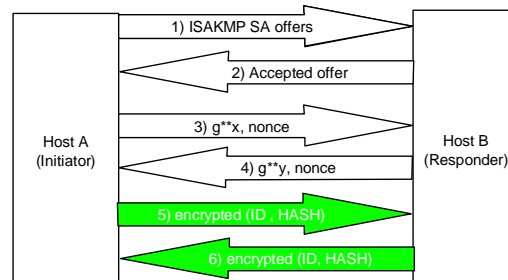 1) ISAKMP SA offers
2) Accepted offer
Host A
(Initiator)
3) g**x, nonce
Host B
(Responder)
4) g**y, nonce
5) encrypted (ID , HASH)
6) encrypted (ID, HASH)